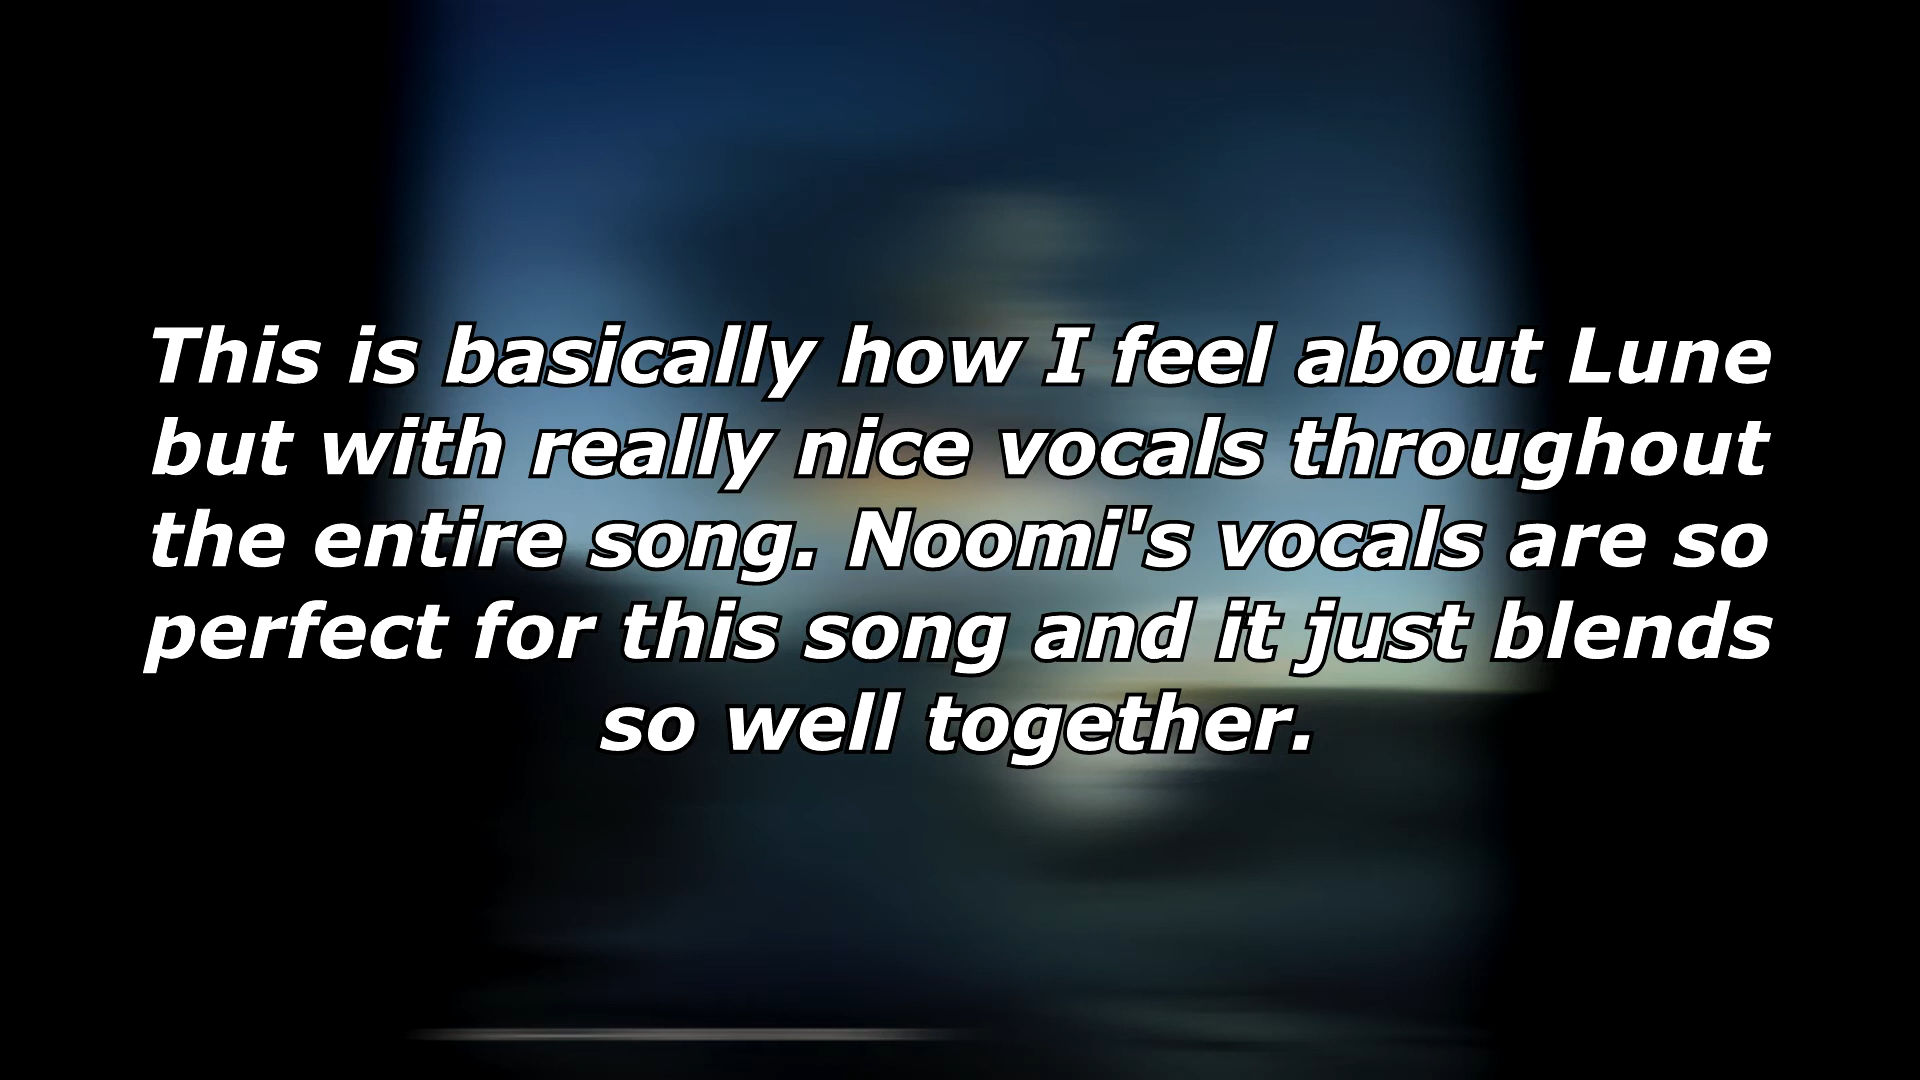 This is basically how I feel about Lune
but with really nice vocals throughout
the entire song. Noomi's vocals are so
perfect for this song and it just blends
so well together.